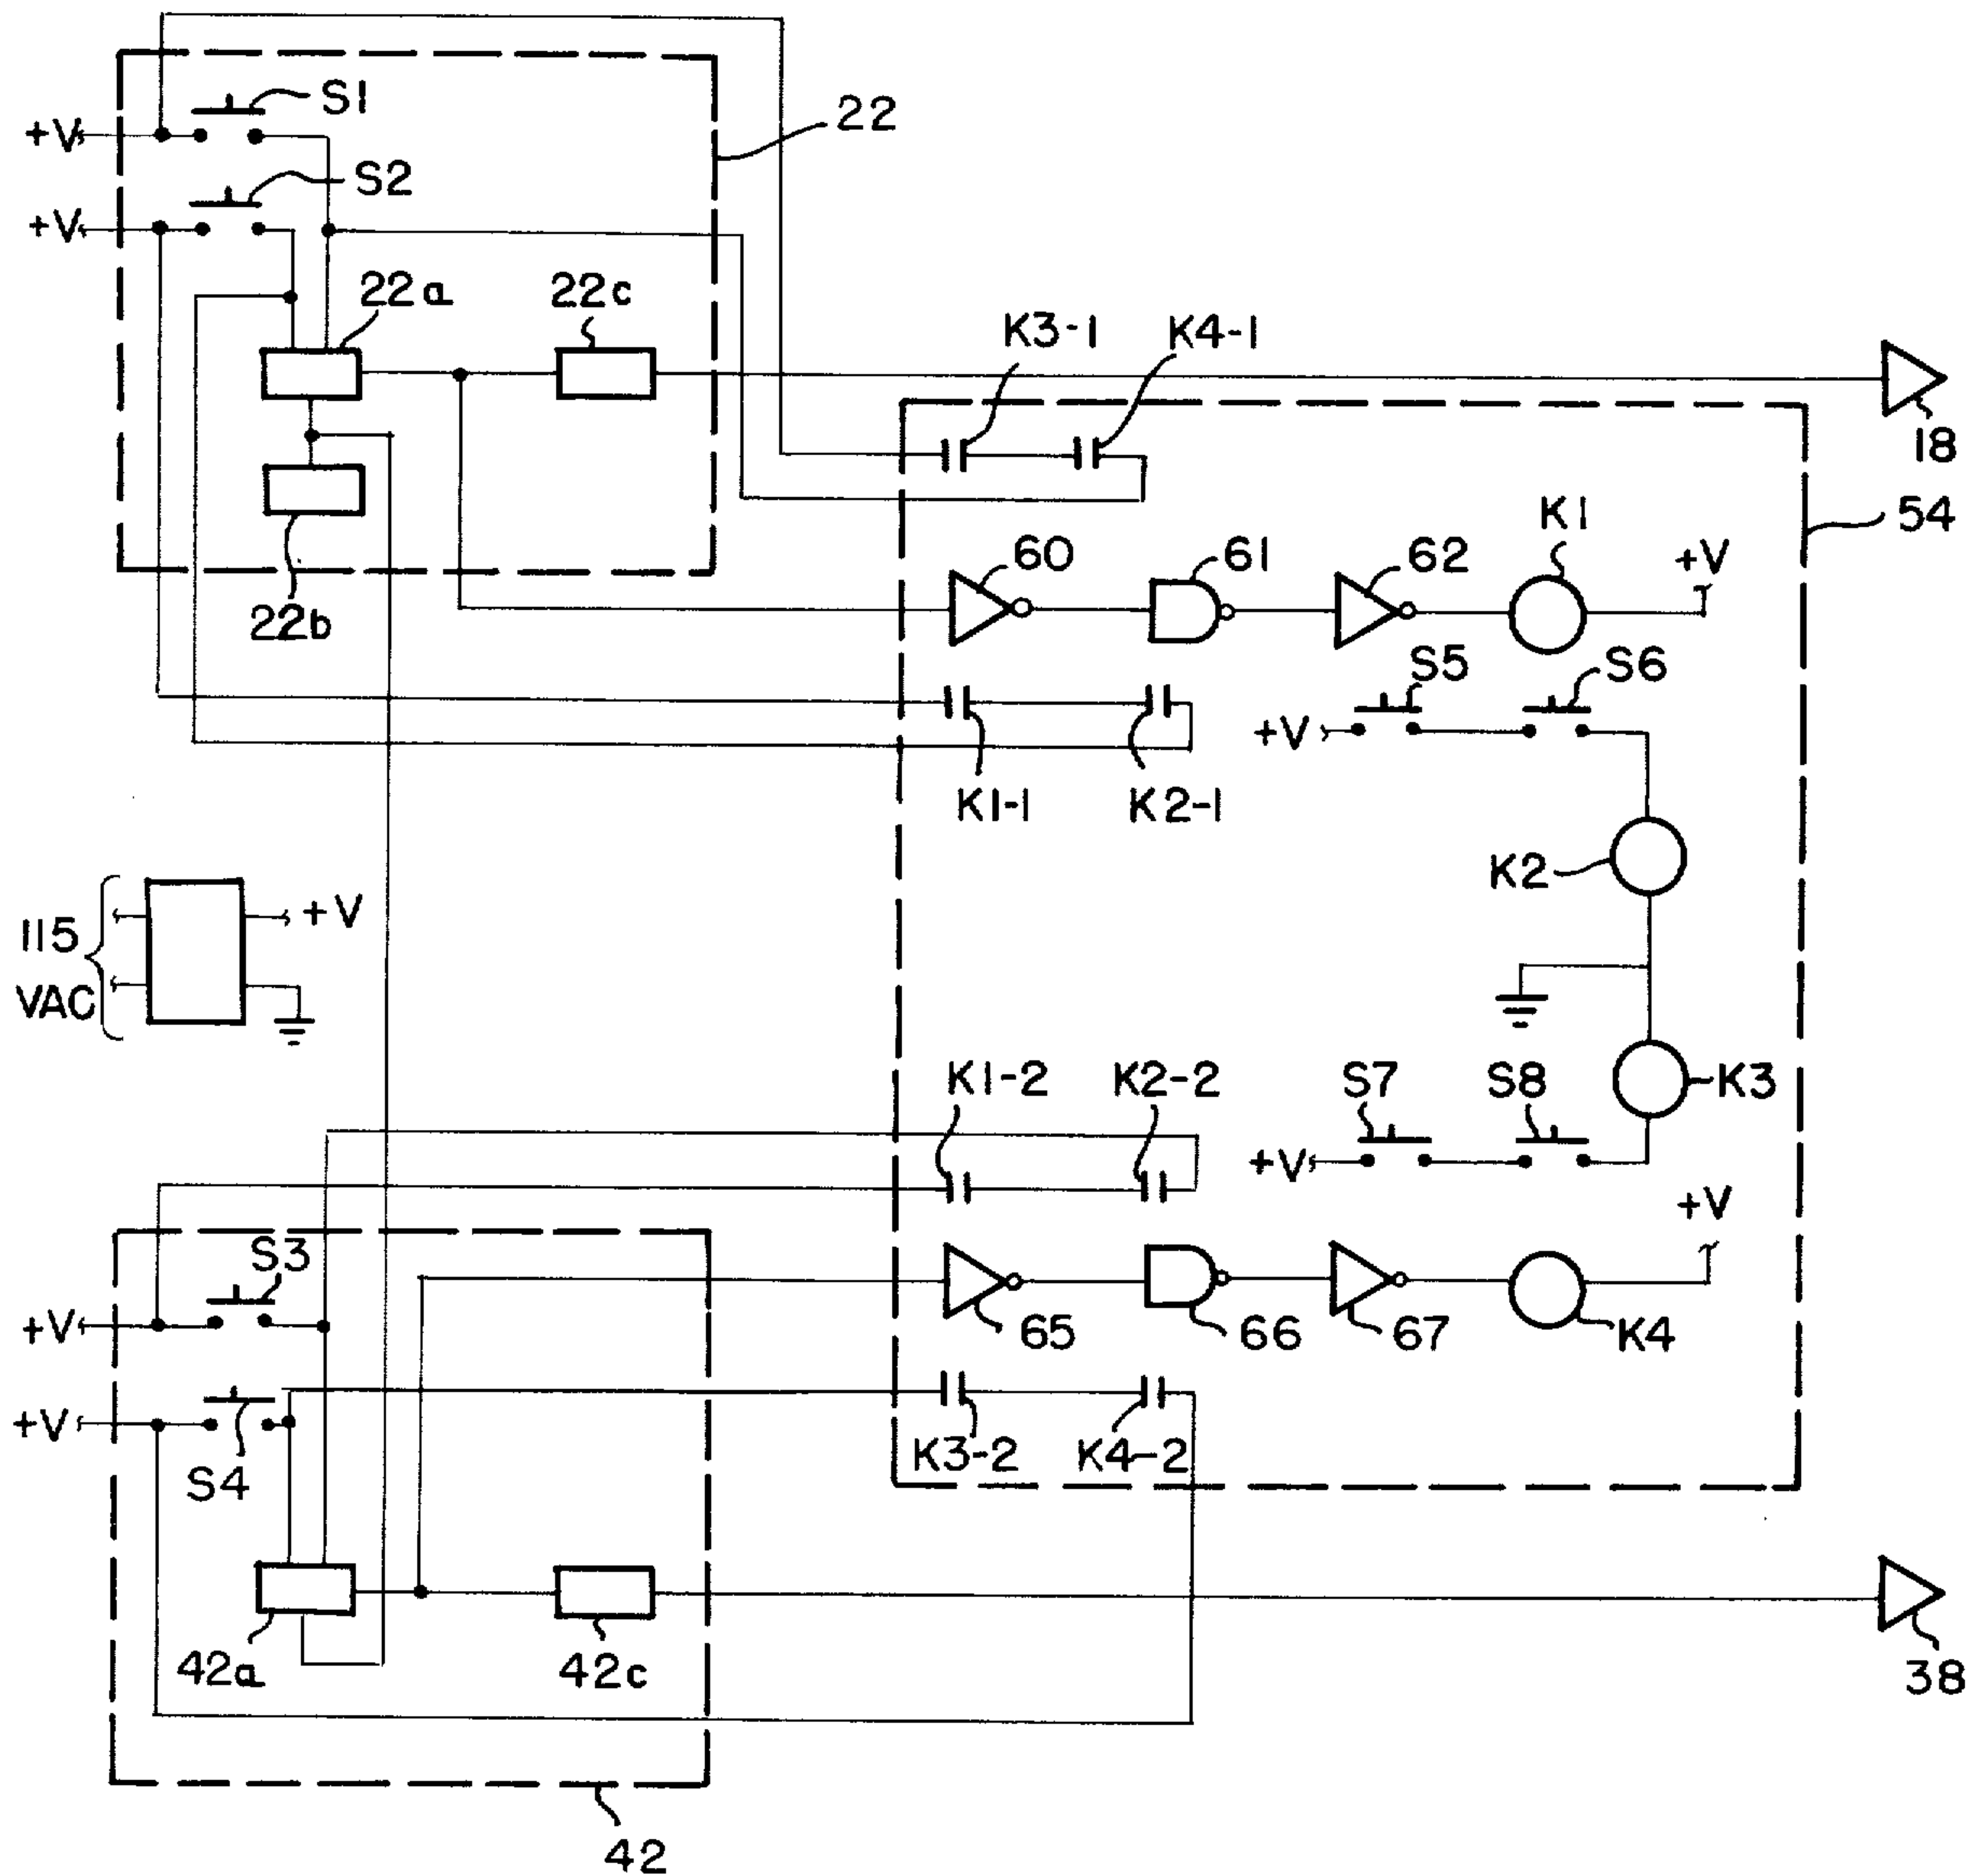 S1
+V
22
S2
+V
22a
22c
K3-1
K4-1
18
54
K1
60
61
62
+V
22b
S5
S6
+V
K1-1
K2-1
K2
115
VAC
+V
K1-2
K2-2
S7
S8
K3
+V
+V
S3
+V
65
66
67
K4
+V
S4
K3-2
K4-2
42a
42c
38
42